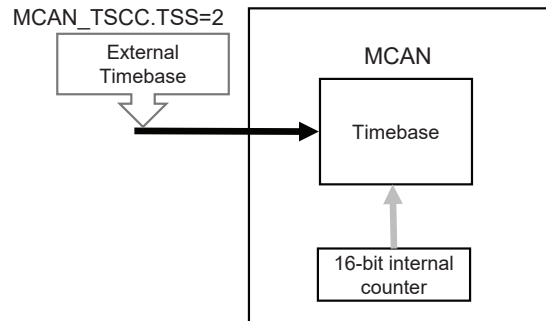 MCAN_TSCC.TSS=2
External
Timebase
MCAN
Timebase
16-bit internal
counter